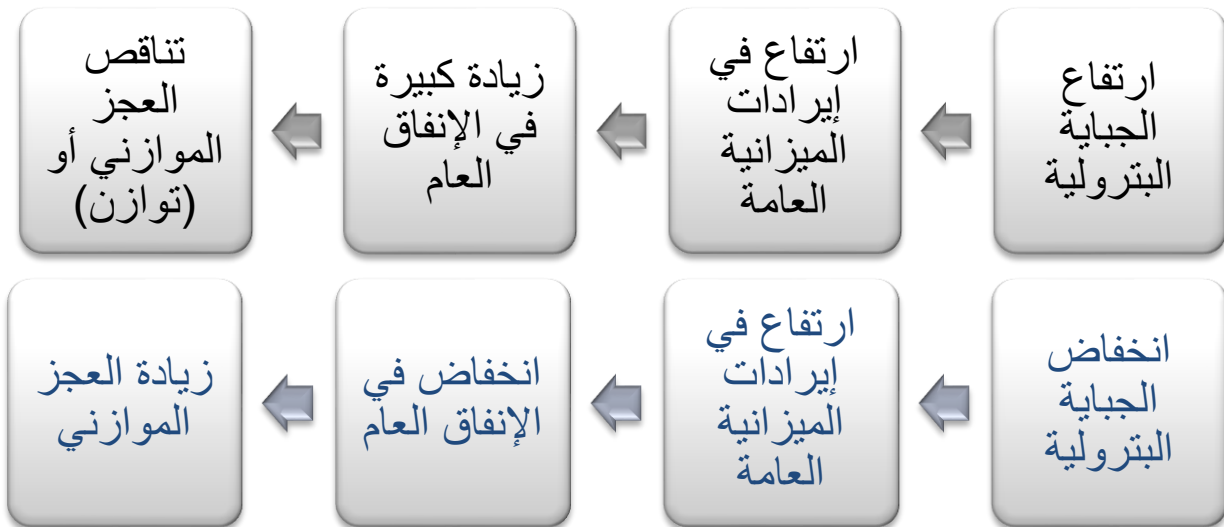 ارتفاع
الجباية
البترولية
ارتفاع في
إيرادات
الميزانية
العامة
زيادة كبيرة
في الإنفاق
العام
تناقص
العجز
الموازني أو
(توازن)
انخفاض
الجباية
البترولية
ارتفاع في
إيرادات
الميزانية
العامة
انخفاض في
الإنفاق العام
زيادة العجز
الموازني